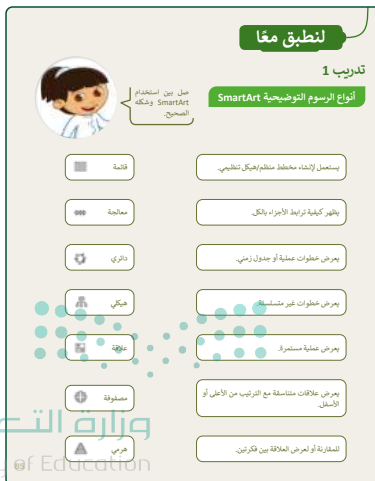 لنطبق معًا
تدريب 1
أنواع الرسوم التوضيحية SmartArt
صل بين استخدام
SmartArt وشكله
الصحيح.
يستعمل لإنشاء مخطط منظم/هيكل تنظيمي.
قائمة
يظهر كيفية ترابط الأجزاء بالكل.
معالجة
يعرض خطوات عملية أو جدول زمني.
دائري
يعرض خطوات غير متسلسلة
هيكلي
يعرض عملية مستمرة.
علاقة
يعرض علاقات متناسقة مع الترتيب من الأعلى أو
الأسفل.
مصفوفة
للمقارنة أو لعرض العلاقة بين فكرتين.
هرمي
وزارة التـ
of Education